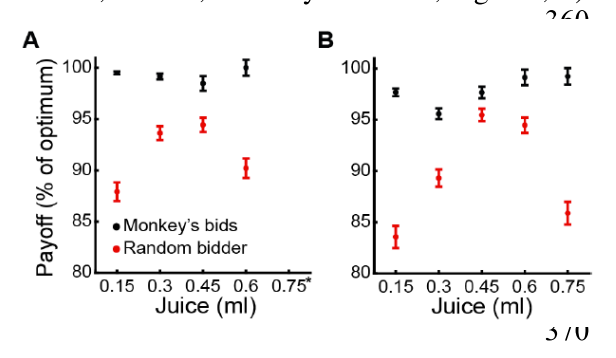 360
A
B
Payoff (% of optimum)
100
95
90
85
80
Monkey's bids
Random bidder
0.15 0.3 0.45 0.6 0.75*
Juice (ml)
100
95
90
85
80
0.15 0.3 0.45 0.6 0.75
Juice (ml)
370